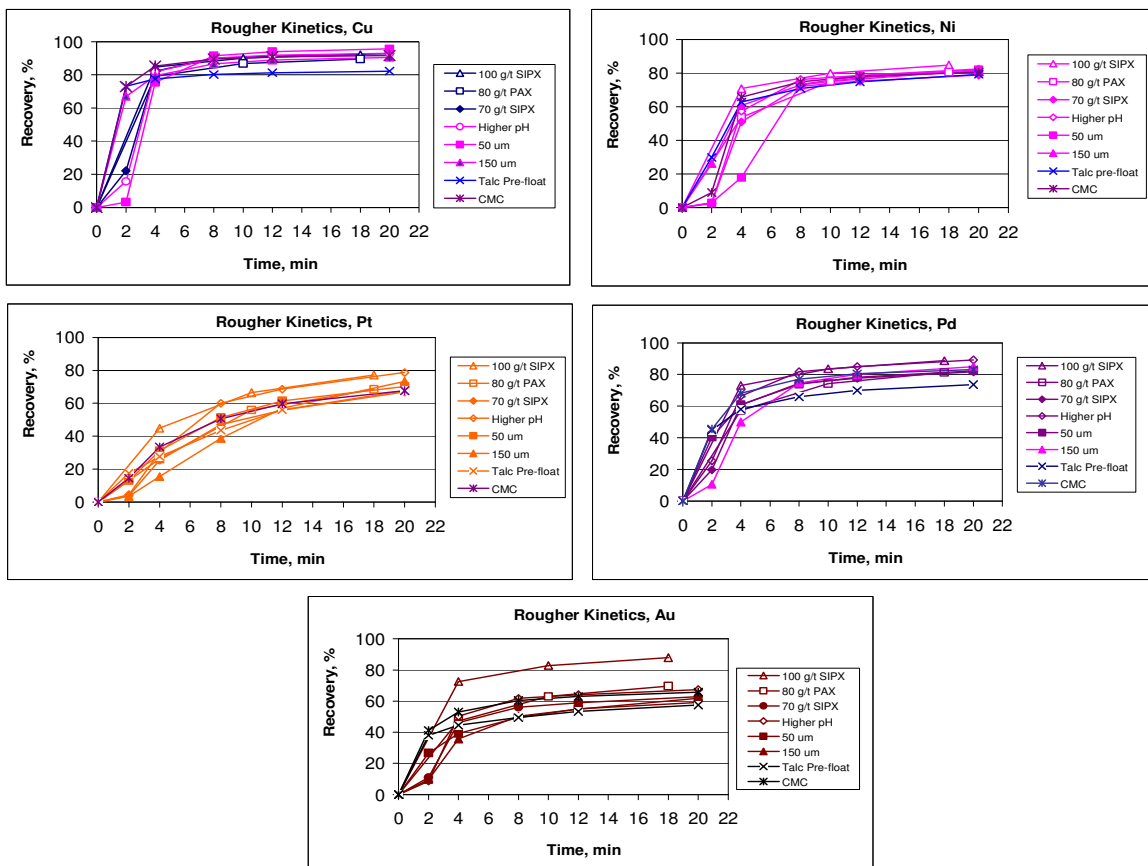 Rougher Kinetics, Cu
Recovery, %
100
80
60
40
20
0
0 2 4 6 8 10 12 14 16 18 20 22
Time, min
100 g/t SIPX
80 g/t PAX
70 g/t SIPX
Higher pH
50 um
150 um
Talc Pre-float
CMC
Rougher Kinetics, Ni
Recovery, %
100
80
60
40
20
0
0 2 4 6 8 10 12 14 16 18 20 22
Time, min
100 g/t SIPX
80 g/t PAX
70 g/t SIPX
Higher pH
50 um
150 um
Talc Pre-float
CMC
Rougher Kinetics, Pt
Recovery, %
100
80
60
40
20
0
0 2 4 6 8 10 12 14 16 18 20 22
Time, min
100 g/t SIPX
80 g/t PAX
70 g/t SIPX
Higher pH
50 um
150 um
Talc Pre-float
CMC
Rougher Kinetics, Pd
Recovery, %
100
80
60
40
20
0
0 2 4 6 8 10 12 14 16 18 20 22
Time, min
100 g/t SIPX
80 g/t PAX
70 g/t SIPX
Higher pH
50 um
150 um
Talc Pre-float
CMC
Rougher Kinetics, Au
Recovery, %
100
80
60
40
20
0
0 2 4 6 8 10 12 14 16 18 20 22
Time, min
100 g/t SIPX
80 g/t PAX
70 g/t SIPX
Higher pH
50 um
150 um
Talc Pre-float
CMC